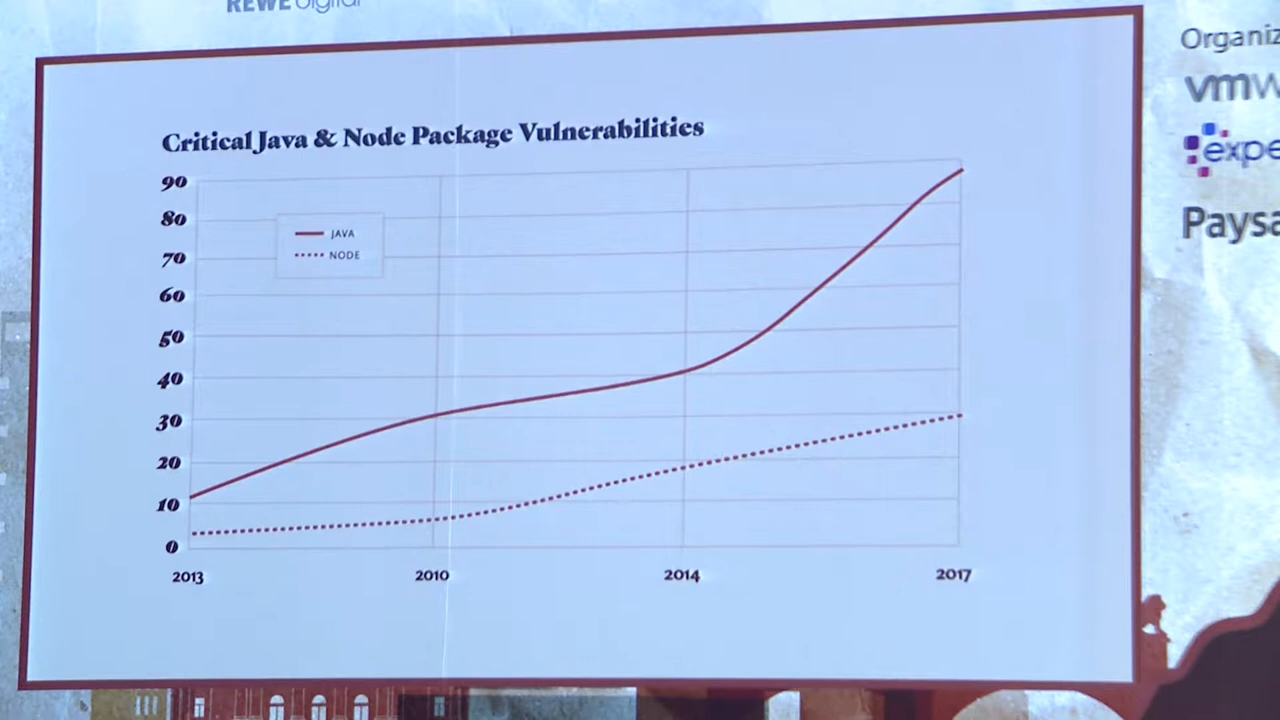 REWE Digital
Organiz
vmw
expe
Paysa
Critical Java & Node Package Vulnerabilities
90
80
70
60
50
40
30
20
10
0
JAVA
NODE
2013
2010
2014
2017